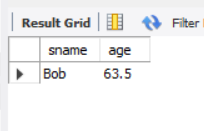 Result Grid Filter
sname age
Bob 63.5